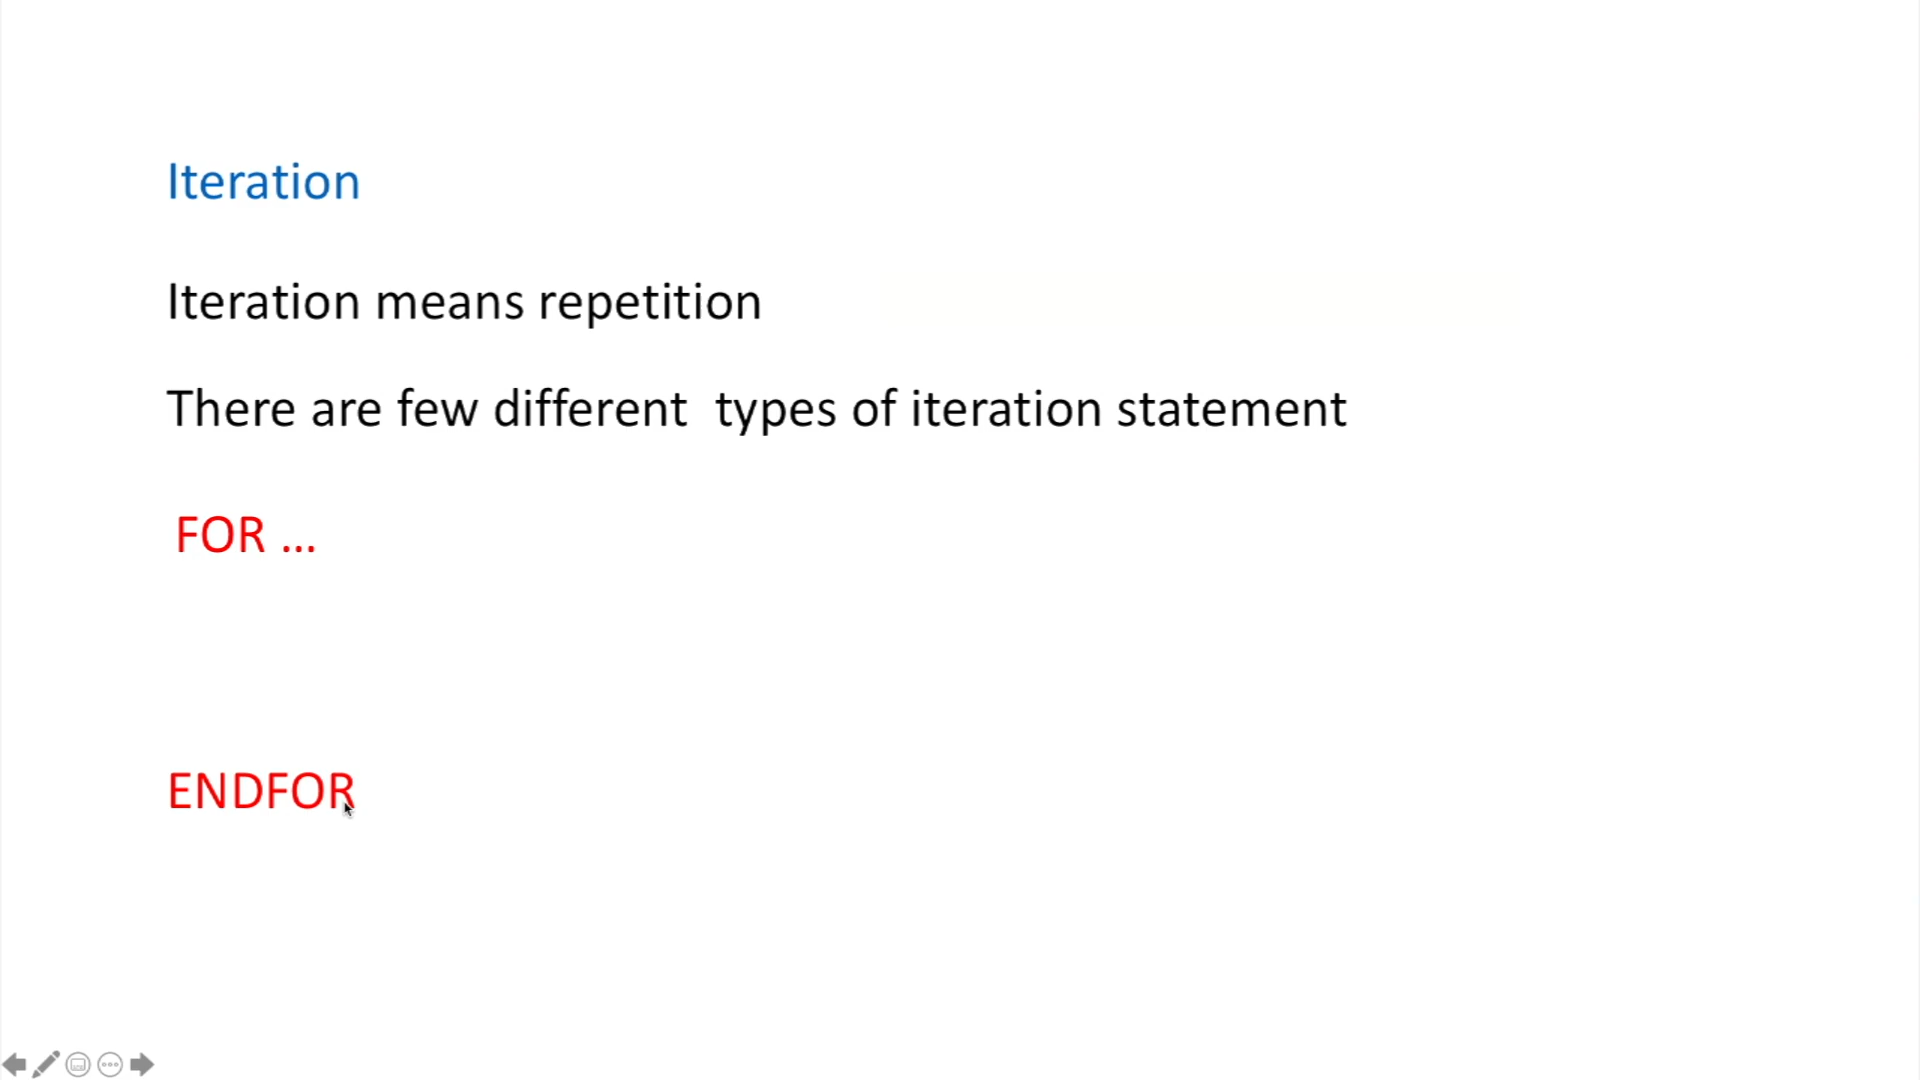 Iteration
Iteration means repetition
There are few different  types of iteration statement
FOR ...
ENDFOR